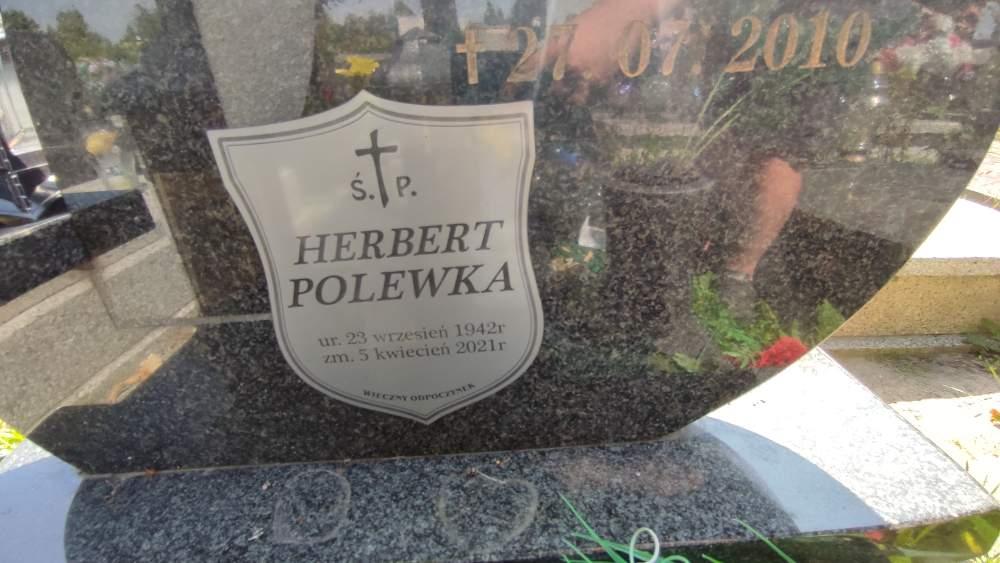 ✝ 27. 07. 2010
Ś. P.
HERBERT
POLEWKA
ur. 23 wrzesień 1942r
zm. 5 kwiecień 2021r
WIECZNY ODPOCZYNEK